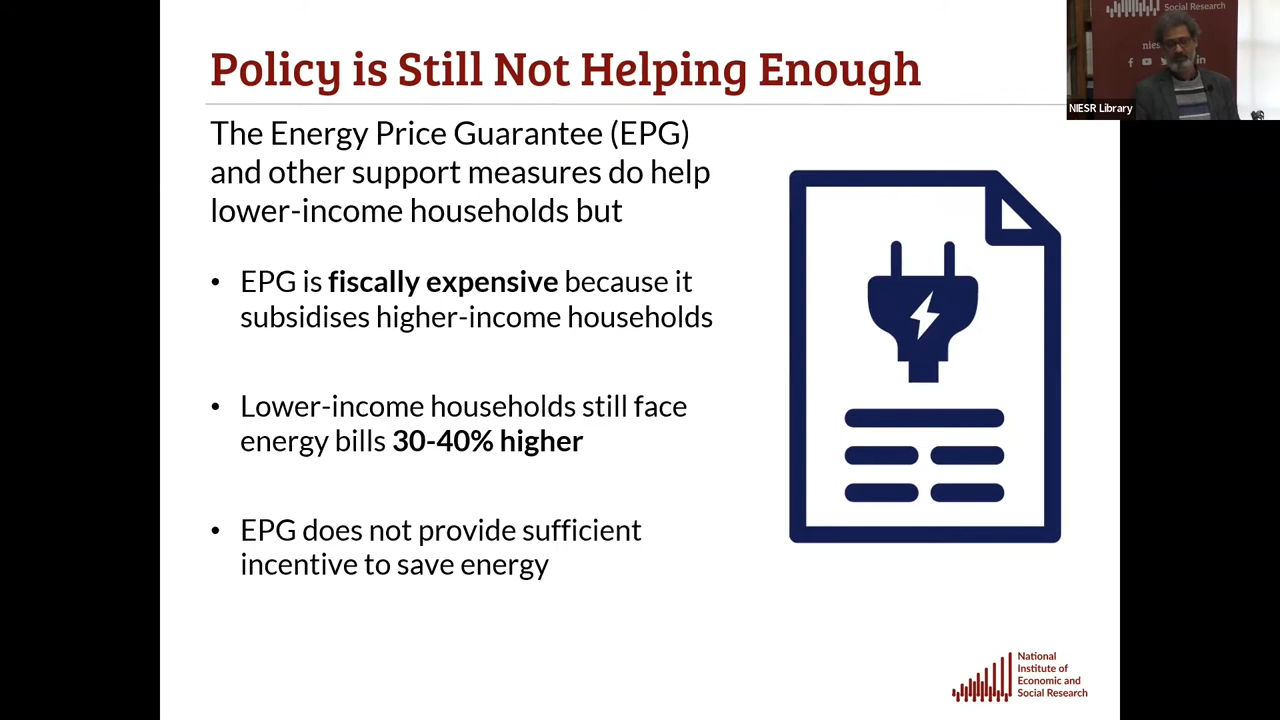 Policy is Still Not Helping Enough
The Energy Price Guarantee (EPG)
and other support measures do help
lower-income households but
• EPG is fiscally expensive because it
subsidises higher-income households
• Lower-income households still face
energy bills 30-40% higher
• EPG does not provide sufficient
incentive to save energy
National
Institute of
Economic and
Social Research
Social Research
nies
in
NIESR Library